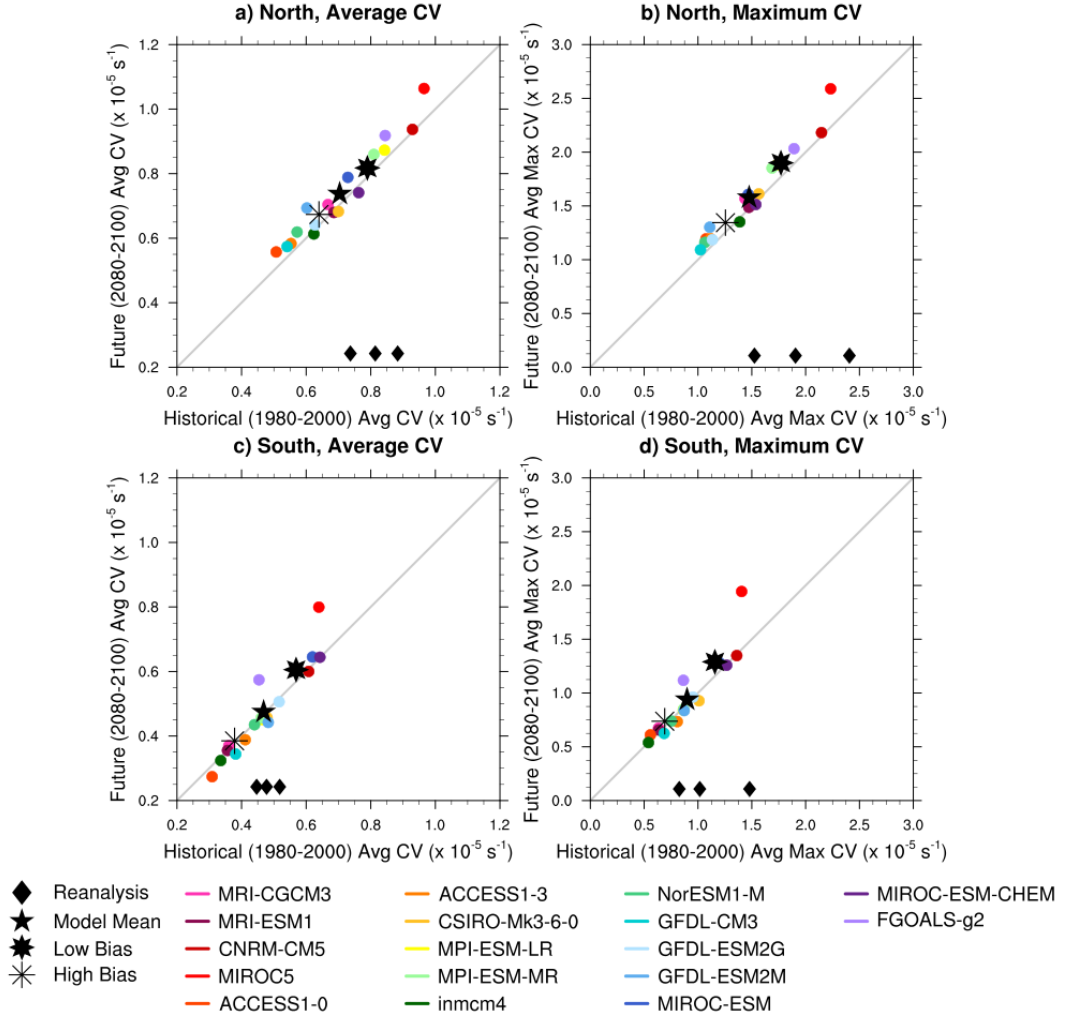 a) North, Average CV
b) North, Maximum CV
Future (2080-2100) Avg CV (x 10-5 s-1)
1.2
1.0
0.8
0.6
0.4
0.2
0.2 0.4 0.6 0.8 1.0 1.2
Historical (1980-2000) Avg CV (x 10-5 s-1)
Future (2080-2100) Avg Max CV (x 10-5 s-1)
3.0
2.5
2.0
1.5
1.0
0.5
0.0
0.0 0.5 1.0 1.5 2.0 2.5 3.0
Historical (1980-2000) Avg Max CV (x 10-5 s-1)
c) South, Average CV
d) South, Maximum CV
Future (2080-2100) Avg CV (x 10-5 s-1)
1.2
1.0
0.8
0.6
0.4
0.2
0.2 0.4 0.6 0.8 1.0 1.2
Historical (1980-2000) Avg CV (x 10-5 s-1)
Future (2080-2100) Avg Max CV (x 10-5 s-1)
3.0
2.5
2.0
1.5
1.0
0.5
0.0
0.0 0.5 1.0 1.5 2.0 2.5 3.0
Historical (1980-2000) Avg Max CV (x 10-5 s-1)
Reanalysis
Model Mean
Low Bias
High Bias
MRI-CGCM3
MRI-ESM1
CNRM-CM5
MIROC5
ACCESS1-0
ACCESS1-3
CSIRO-Mk3-6-0
MPI-ESM-LR
MPI-ESM-MR
inmcm4
NorESM1-M
GFDL-CM3
GFDL-ESM2G
GFDL-ESM2M
MIROC-ESM
MIROC-ESM-CHEM
FGOALS-g2